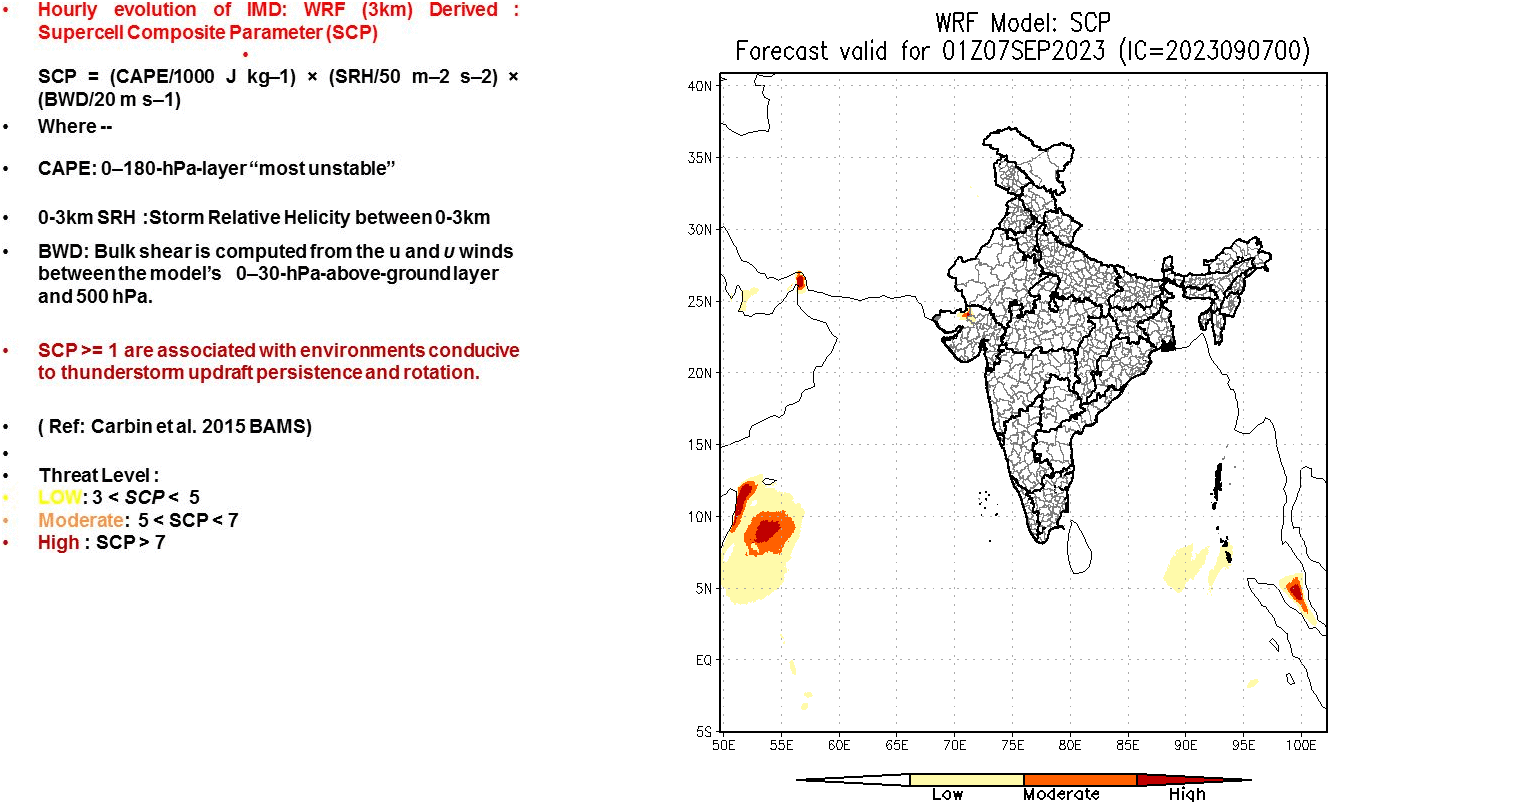 • Hourly evolution of IMD: WRF (3km) Derived :
Supercell Composite Parameter (SCP)
•
SCP = (CAPE/1000 J kg–1) × (SRH/50 m–2 s–2) ×
(BWD/20 m s–1)
• Where --
• CAPE: 0–180-hPa-layer “most unstable”
• 0-3km SRH :Storm Relative Helicity between 0-3km
• BWD: Bulk shear is computed from the u and υ winds
between the model’s 0–30-hPa-above-ground layer
and 500 hPa.
• SCP >= 1 are associated with environments conducive
to thunderstorm updraft persistence and rotation.
• ( Ref: Carbin et al. 2015 BAMS)
•
• Threat Level :
• LOW: 3 < SCP < 5
• Moderate: 5 < SCP < 7
• High : SCP > 7
WRF Model: SCP
Forecast valid for 01Z07SEP2023 (IC=2023090700)
40N
35N
30N
25N
20N
15N
10N
5N
EQ
5S
50E 55E 60E 65E 70E 75E 80E 85E 90E 95E 100E
Low Moderate High